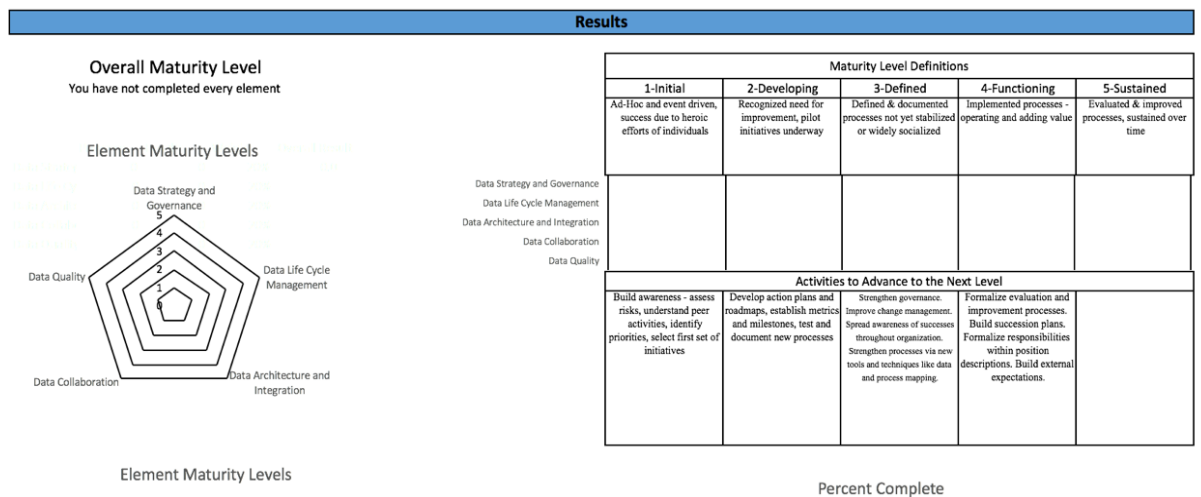 Results
Overall Maturity Level
You have not completed every element
Element Maturity Levels
Data Strategy and
Governance
5
4
3
2
1
0
Data Life Cycle
Management
Data Architecture and
Integration
Data Collaboration
Data Quality
Element Maturity Levels
Maturity Level Definitions
1-Initial
2-Developing
3-Defined
4-Functioning
5-Sustained
Ad-Hoc and event driven,
success due to heroic
efforts of individuals
Recognized need for
improvement, pilot
initiatives underway
Defined & documented
processes not yet stabilized
or widely socialized
Implemented processes -
operating and adding value
Evaluated & improved
processes, sustained over
time
Data Strategy and Governance
Data Life Cycle Management
Data Architecture and Integration
Data Collaboration
Data Quality
Activities to Advance to the Next Level
Build awareness - assess
risks, understand peer
activities, identify
priorities, select first set of
initiatives
Develop action plans and
roadmaps, establish metrics
and milestones, test and
document new processes
Strengthen governance.
Improve change management.
Spread awareness of successes
throughout organization.
Strengthen processes via new
tools and techniques like data
and process mapping.
Formalize evaluation and
improvement processes.
Build succession plans.
Formalize responsibilities
within position
descriptions. Build external
expectations.
Percent Complete